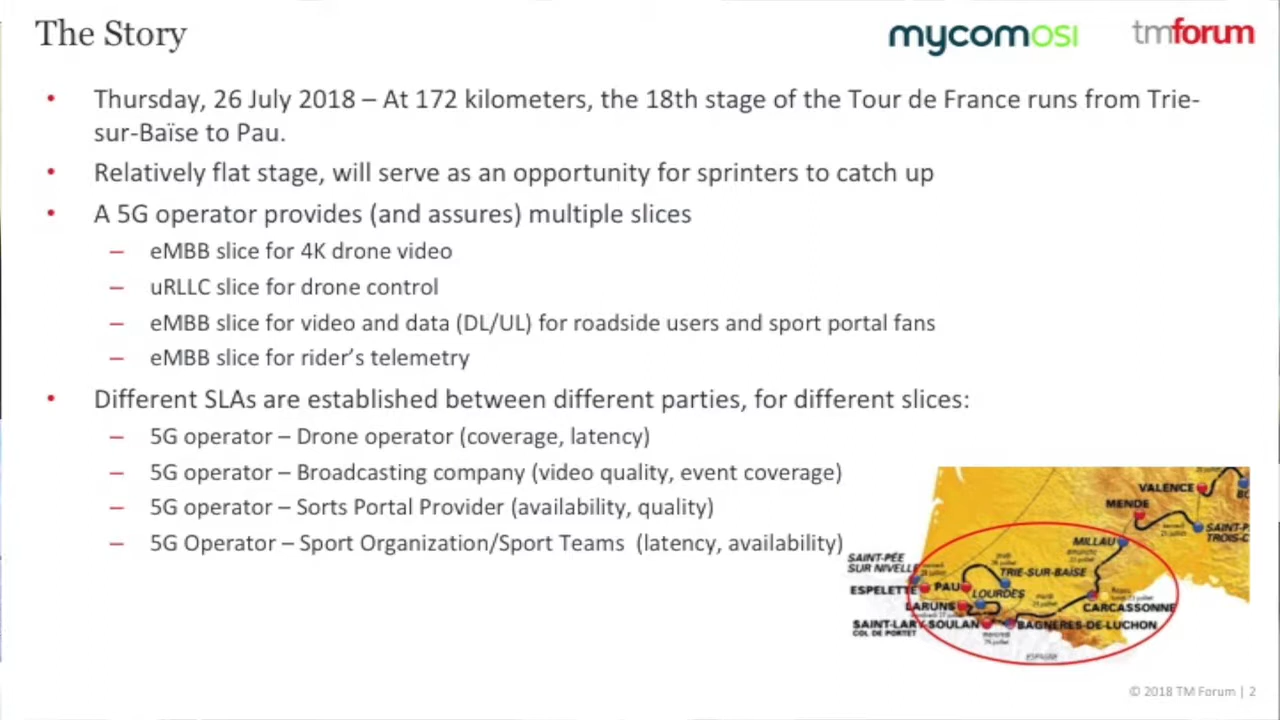 The Story
mycomosi
tmforum
• Thursday, 26 July 2018 – At 172 kilometers, the 18th stage of the Tour de France runs from Trie-
sur-Baïse to Pau.
• Relatively flat stage, will serve as an opportunity for sprinters to catch up
• A 5G operator provides (and assures) multiple slices
– eMBB slice for 4K drone video
– uRLLC slice for drone control
– eMBB slice for video and data (DL/UL) for roadside users and sport portal fans
– eMBB slice for rider's telemetry
• Different SLAs are established between different parties, for different slices:
– 5G operator – Drone operator (coverage, latency)
– 5G operator – Broadcasting company (video quality, event coverage)
– 5G operator – Sorts Portal Provider (availability, quality)
– 5G Operator – Sport Organization/Sport Teams (latency, availability)
VALENCE
MENDE
SAINT-P
TROIS-C
MILLAU
SAINT-PÉE
SUR NIVELLE
TRIE-SUR-BAÏSE
ESPELETTE
PAU
LOURDES
LARUNS
CARCASSONNE
SAINT-LARY-SOULAN
COL DE PORTET
BAGNÈRES-DE-LUCHON
ESPAGNE
© 2018 TM Forum | 2